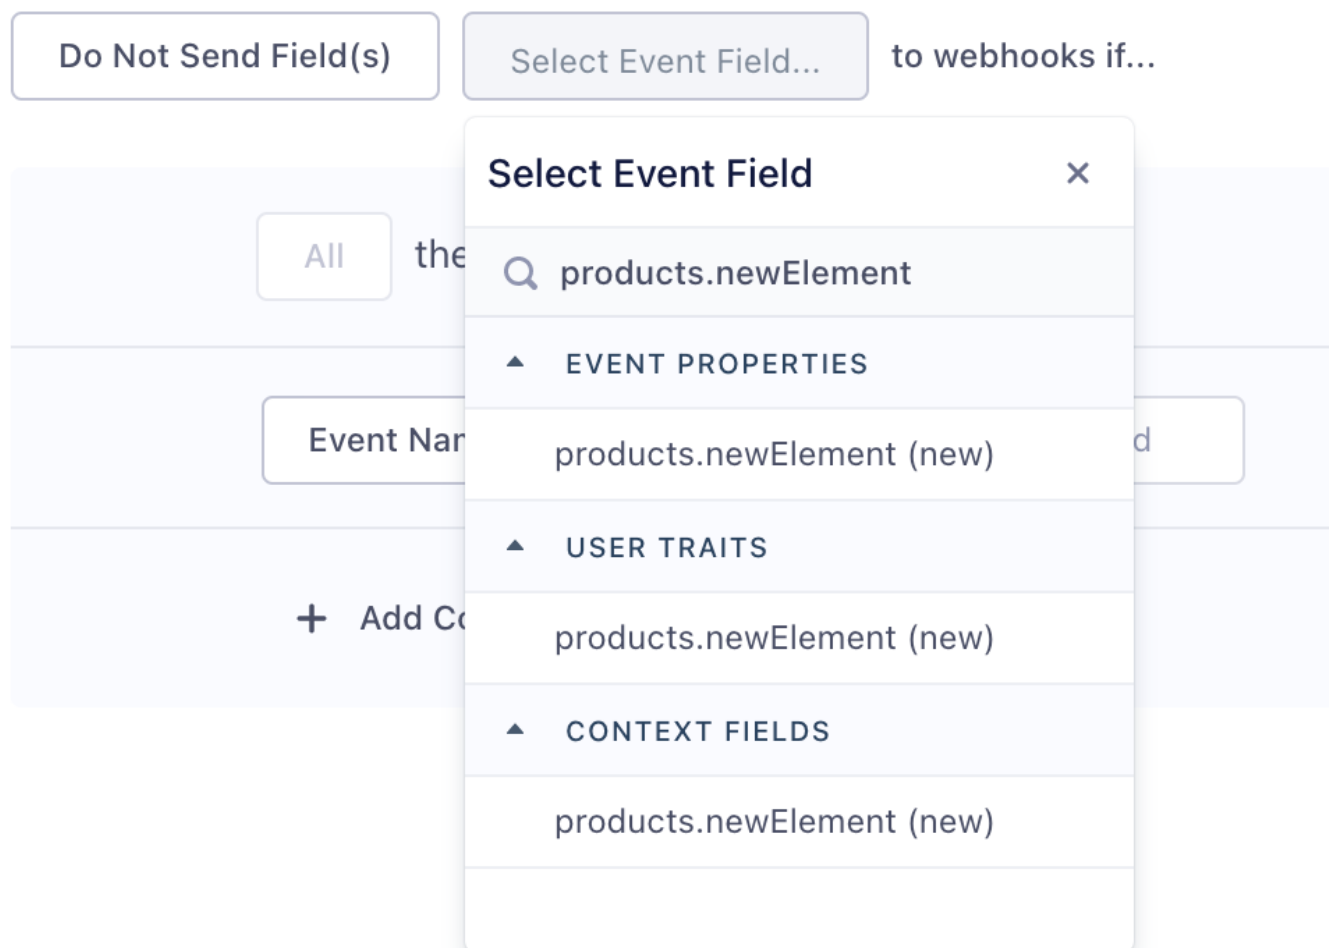 Do Not Send Field(s) Select Event Field... to webhooks if...
Select Event Field
All the
products.newElement
EVENT PROPERTIES
Event Nar
products.newElement (new)
d
USER TRAITS
products.newElement (new)
Add Co
CONTEXT FIELDS
products.newElement (new)